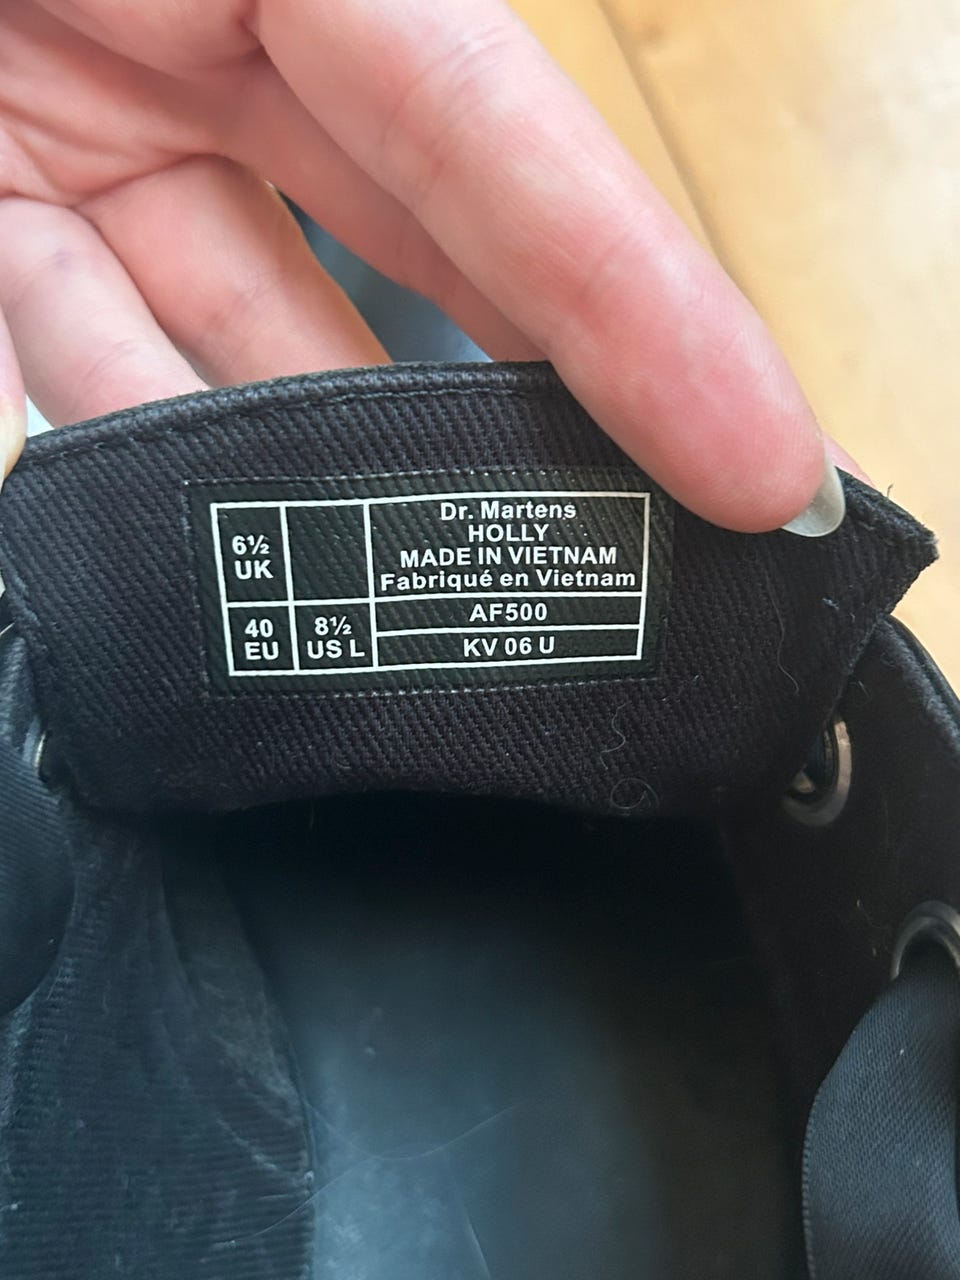 6½
UK
40
EU
8½
US L
Dr. Martens
HOLLY
MADE IN VIETNAM
Fabriqué en Vietnam
AF500
KV 06 U